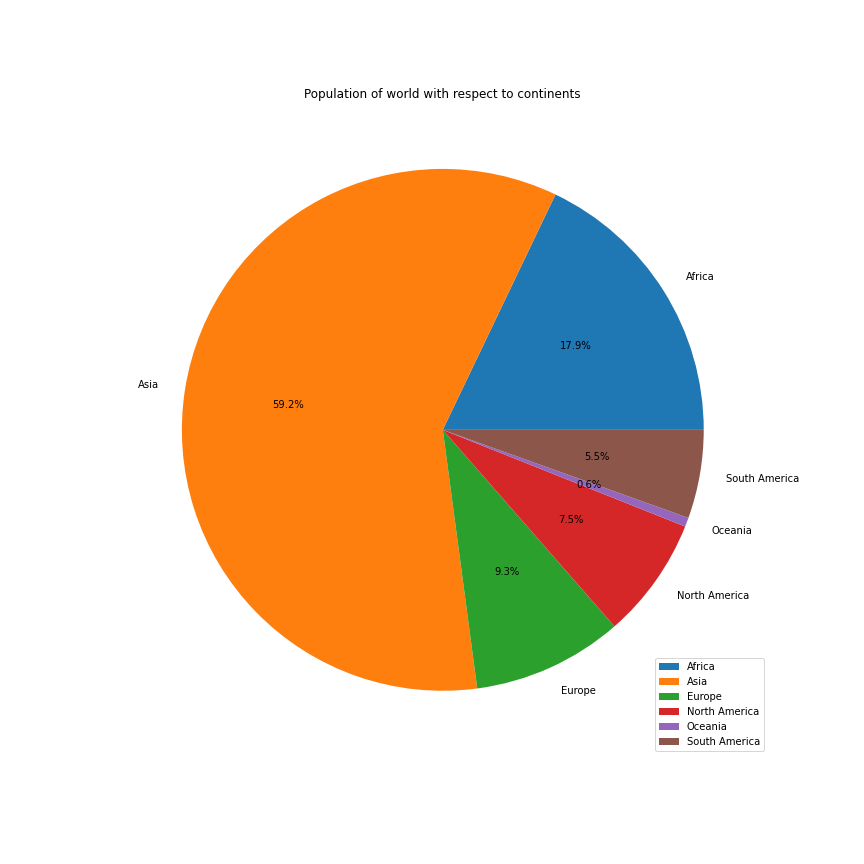 Population of world with respect to continents
Africa
17.9%
Asia
59.2%
5.5%
South America
0.6%
7.5%
Oceania
9.3%
North America
Europe
Africa
Asia
Europe
North America
Oceania
South America